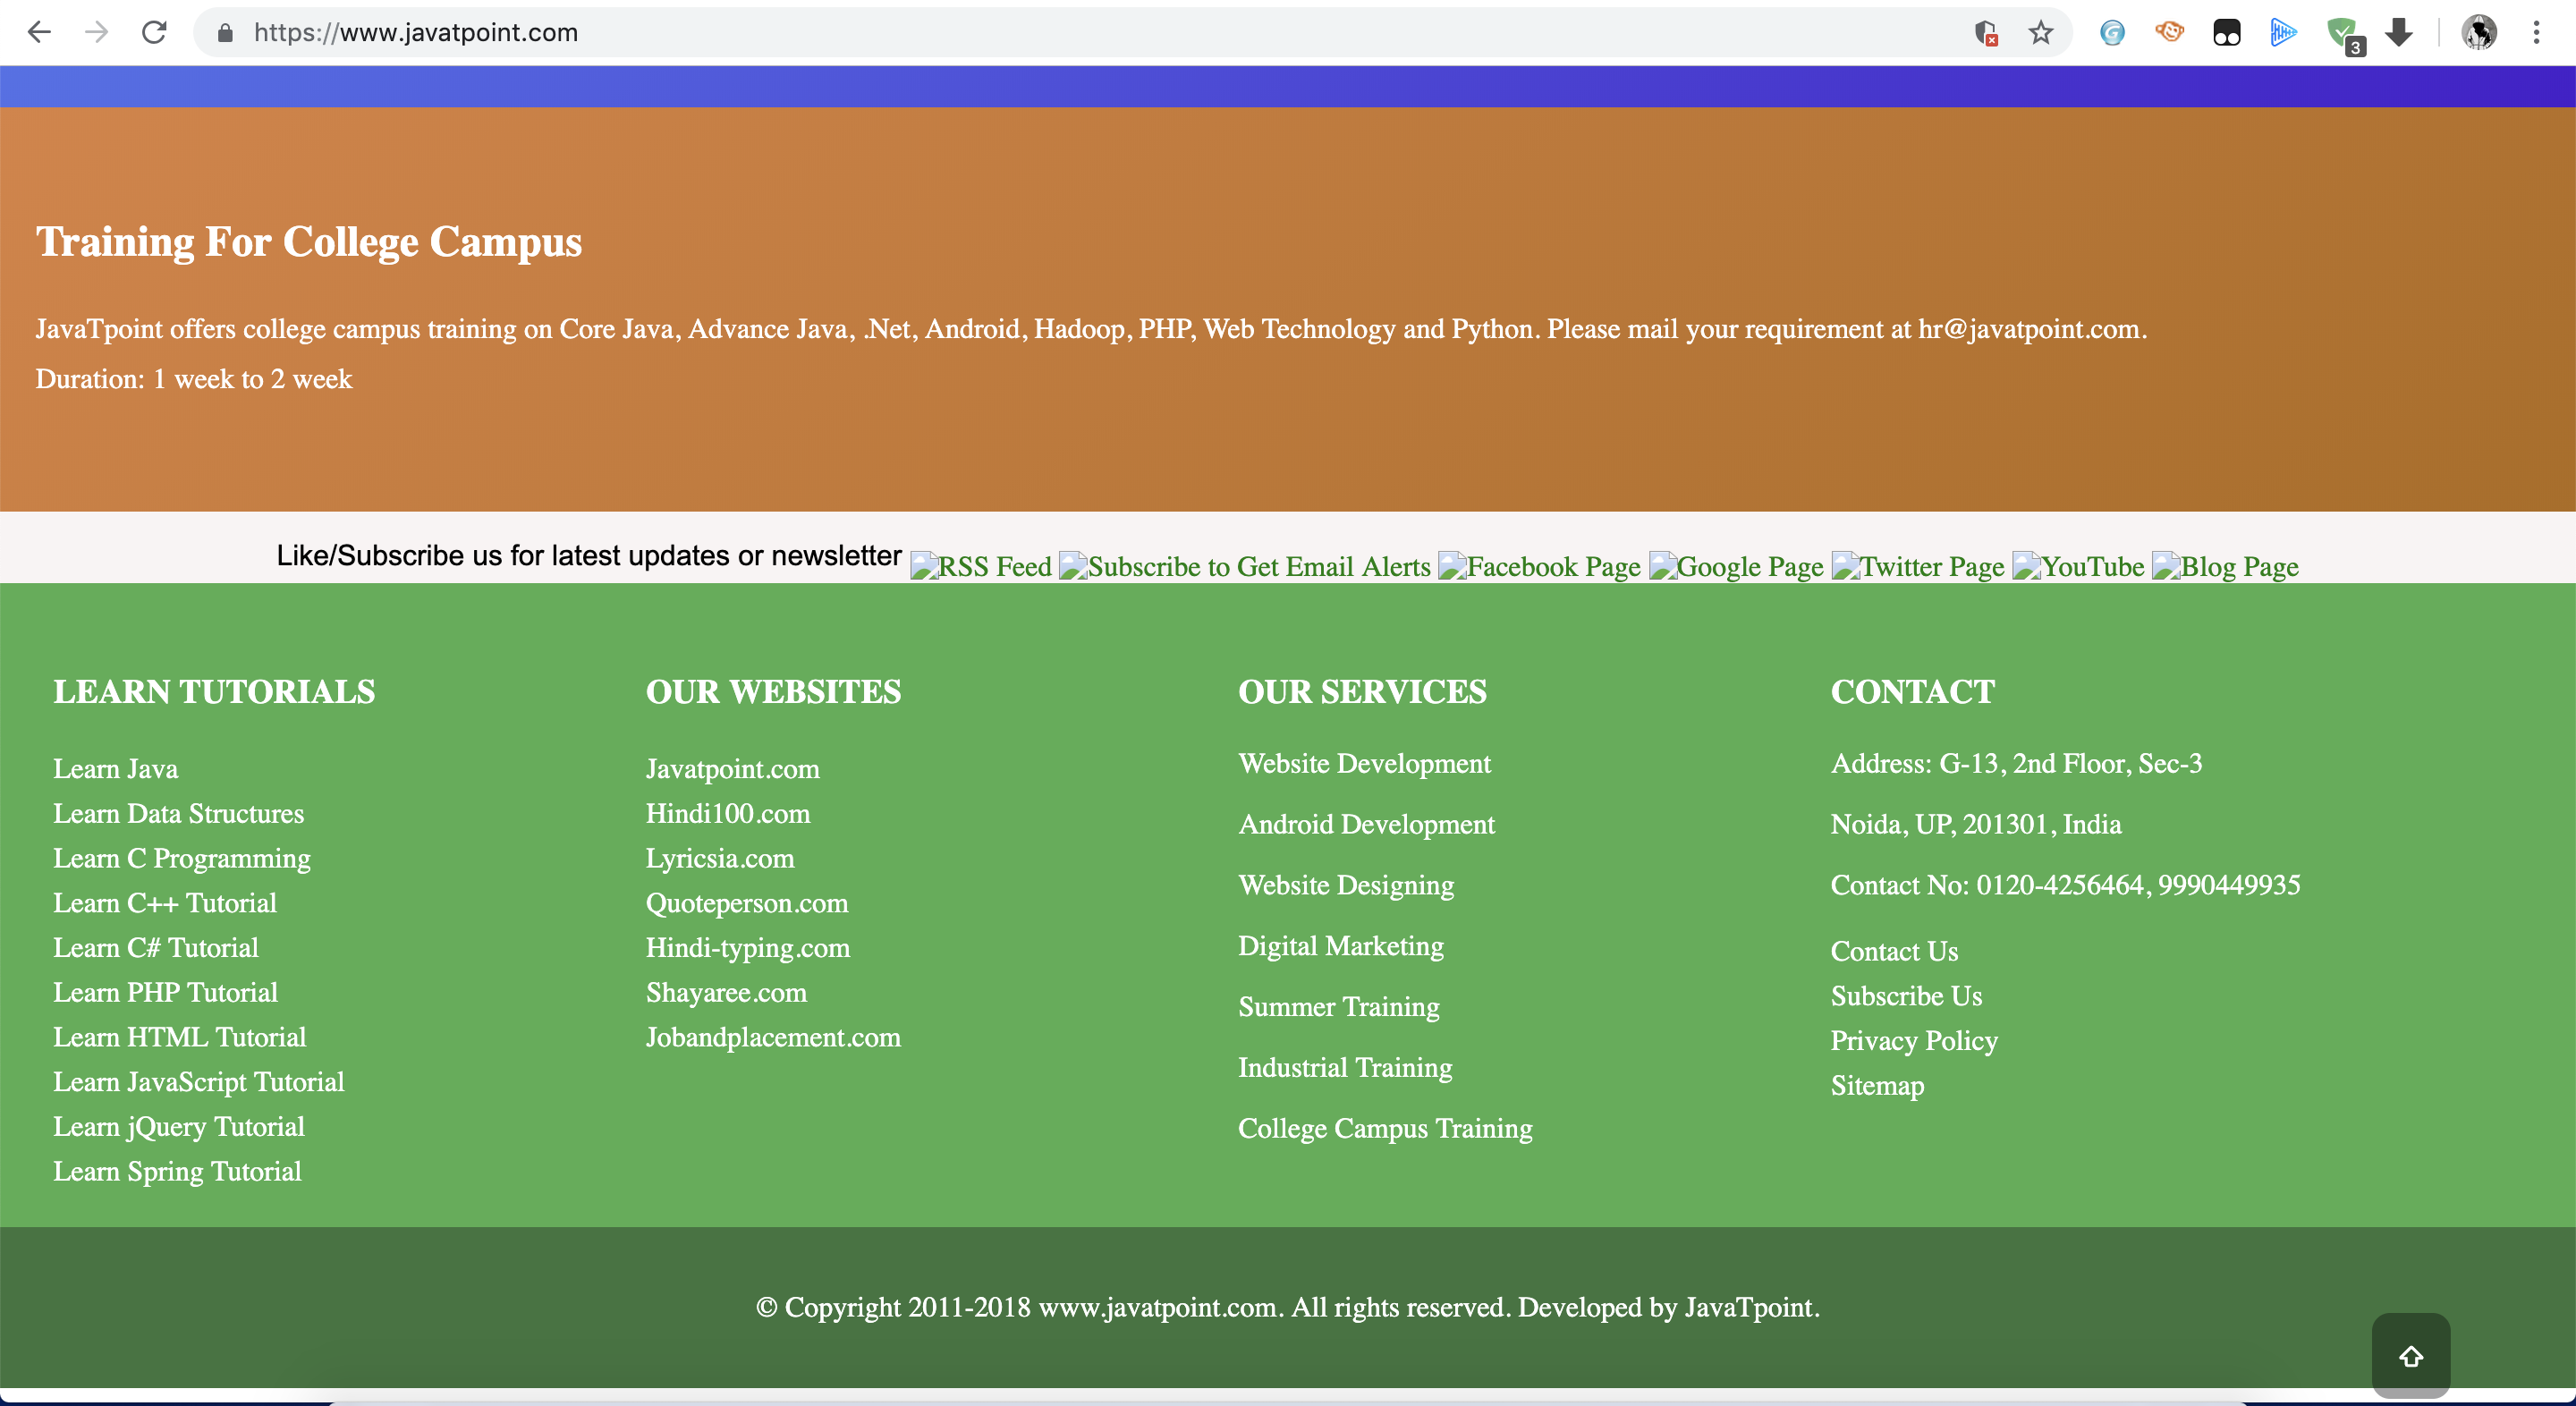 https://www.javatpoint.com
3
Training For College Campus
JavaTpoint offers college campus training on Core Java, Advance Java, .Net, Android, Hadoop, PHP, Web Technology and Python. Please mail your requirement at hr@javatpoint.com.
Duration: 1 week to 2 week
Like/Subscribe us for latest updates or newsletter RSS Feed Subscribe to Get Email Alerts Facebook Page Google Page Twitter Page YouTube Blog Page
LEARN TUTORIALS
Learn Java
Learn Data Structures
Learn C Programming
Learn C++ Tutorial
Learn C# Tutorial
Learn PHP Tutorial
Learn HTML Tutorial
Learn JavaScript Tutorial
Learn jQuery Tutorial
Learn Spring Tutorial
OUR WEBSITES
Javatpoint.com
Hindi100.com
Lyricsia.com
Quoteperson.com
Hindi-typing.com
Shayaree.com
Jobandplacement.com
OUR SERVICES
Website Development
Android Development
Website Designing
Digital Marketing
Summer Training
Industrial Training
College Campus Training
CONTACT
Address: G-13, 2nd Floor, Sec-3
Noida, UP, 201301, India
Contact No: 0120-4256464, 9990449935
Contact Us
Subscribe Us
Privacy Policy
Sitemap
© Copyright 2011-2018 www.javatpoint.com. All rights reserved. Developed by JavaTpoint.